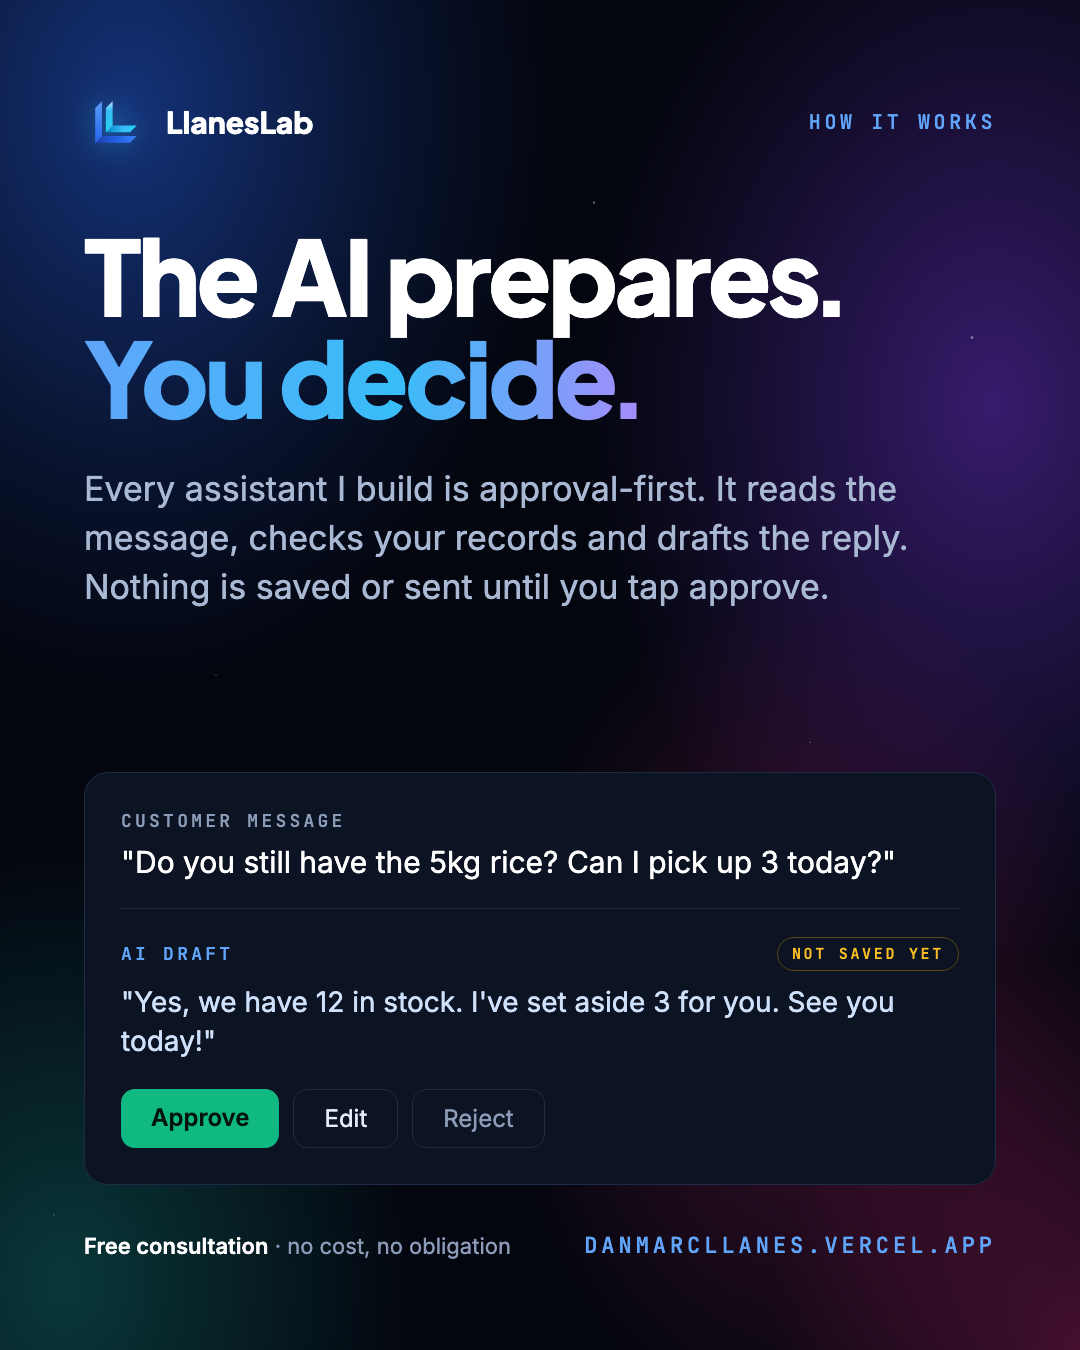 LlanesLab
HOW IT WORKS
The AI prepares.
You decide.
Every assistant I build is approval-first. It reads the
message, checks your records and drafts the reply.
Nothing is saved or sent until you tap approve.
CUSTOMER MESSAGE
"Do you still have the 5kg rice? Can I pick up 3 today?"
AI DRAFT
NOT SAVED YET
"Yes, we have 12 in stock. I've set aside 3 for you. See you
today!"
Approve
Edit
Reject
Free consultation · no cost, no obligation
DANMARCLLANES.VERCEL.APP